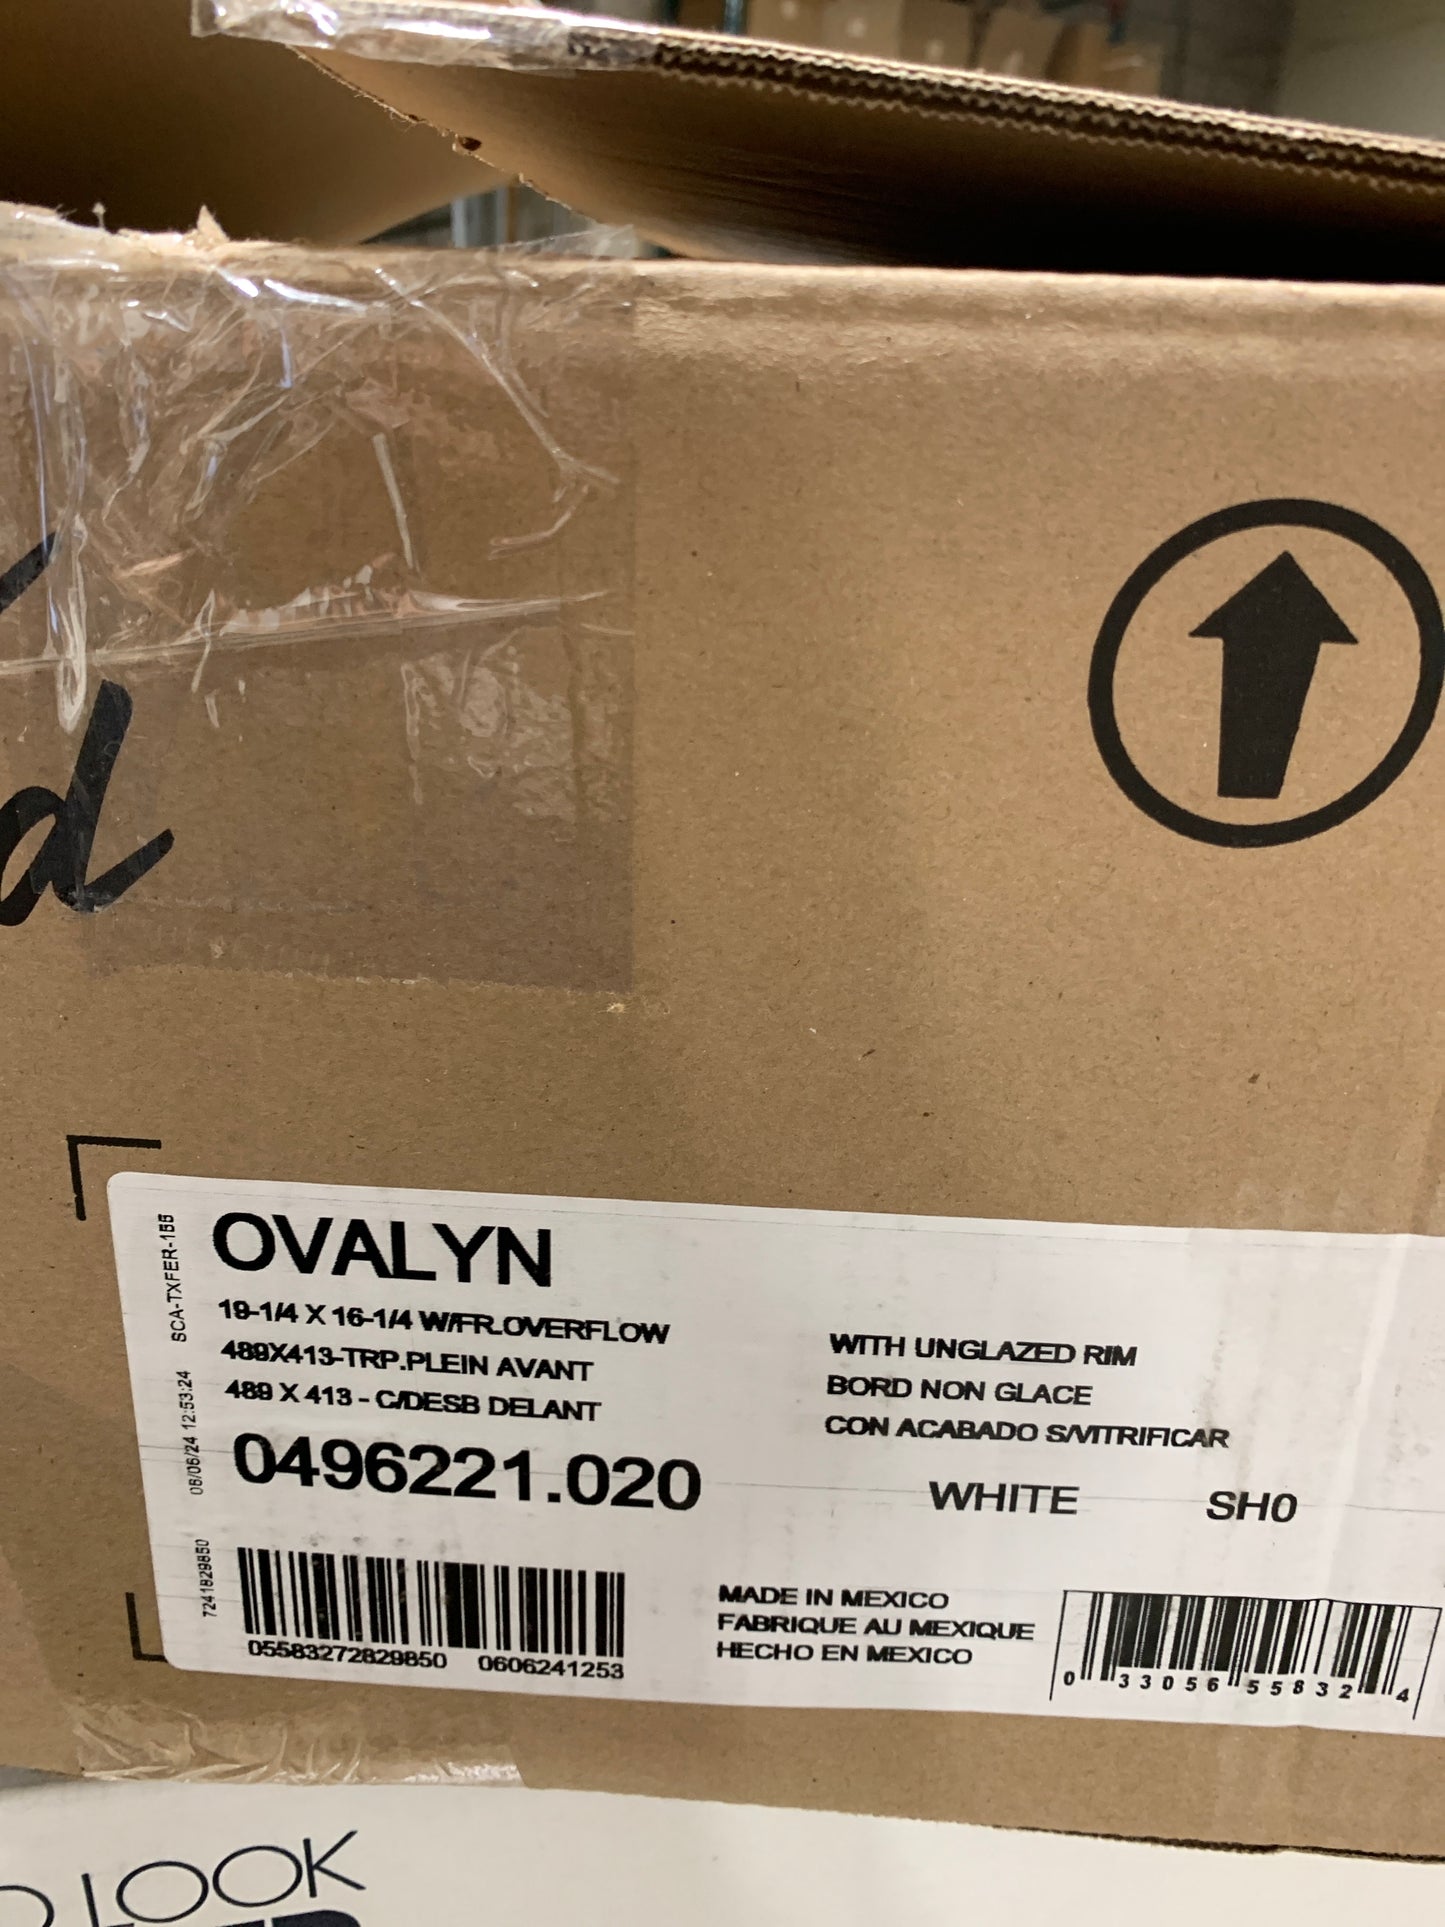 d
OVALYN
19-1/4 X 16-1/4 W/FR.OVERFLOW
489X413-TRP.PLEIN AVANT
489 X 413 - C/DESB DELANT
WITH UNGLAZED RIM
BORD NON GLACE
CON ACABADO S/VITRIFICAR
0496221.020
WHITE SH0
05583272829850 0606241253
MADE IN MEXICO
FABRIQUE AU MEXIQUE
HECHO EN MEXICO
0 33056 55832 4
7241829850 06/06/24 12:53:24 SCA-TXFER-155
LOOK